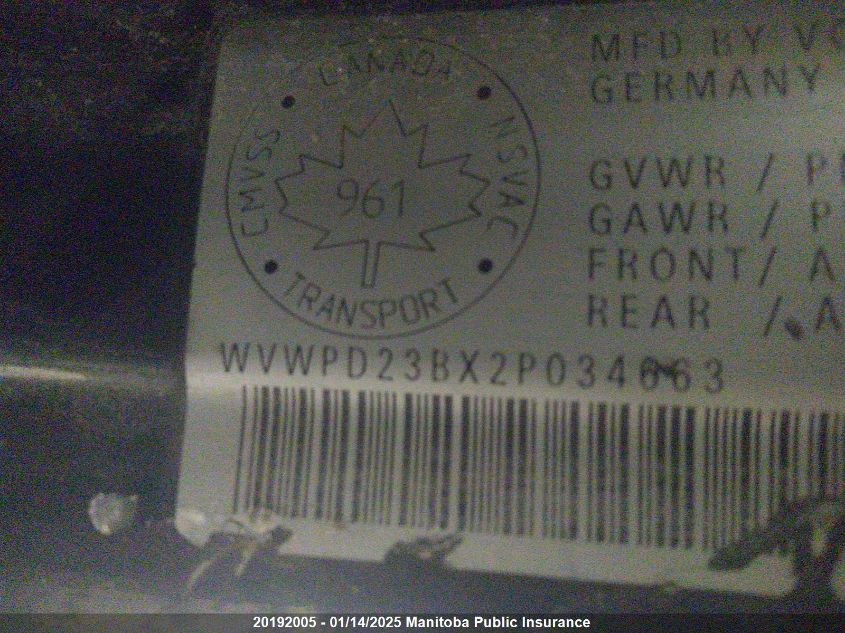 CANADA
NSVAC
TRANSPORT
CMVSS
961
MFD BY
GERMANY
GVWR /
GAWR /
FRONT/
REAR /
WVWPD23BX2P034663
20192005 - 01/14/2025 Manitoba Public Insurance